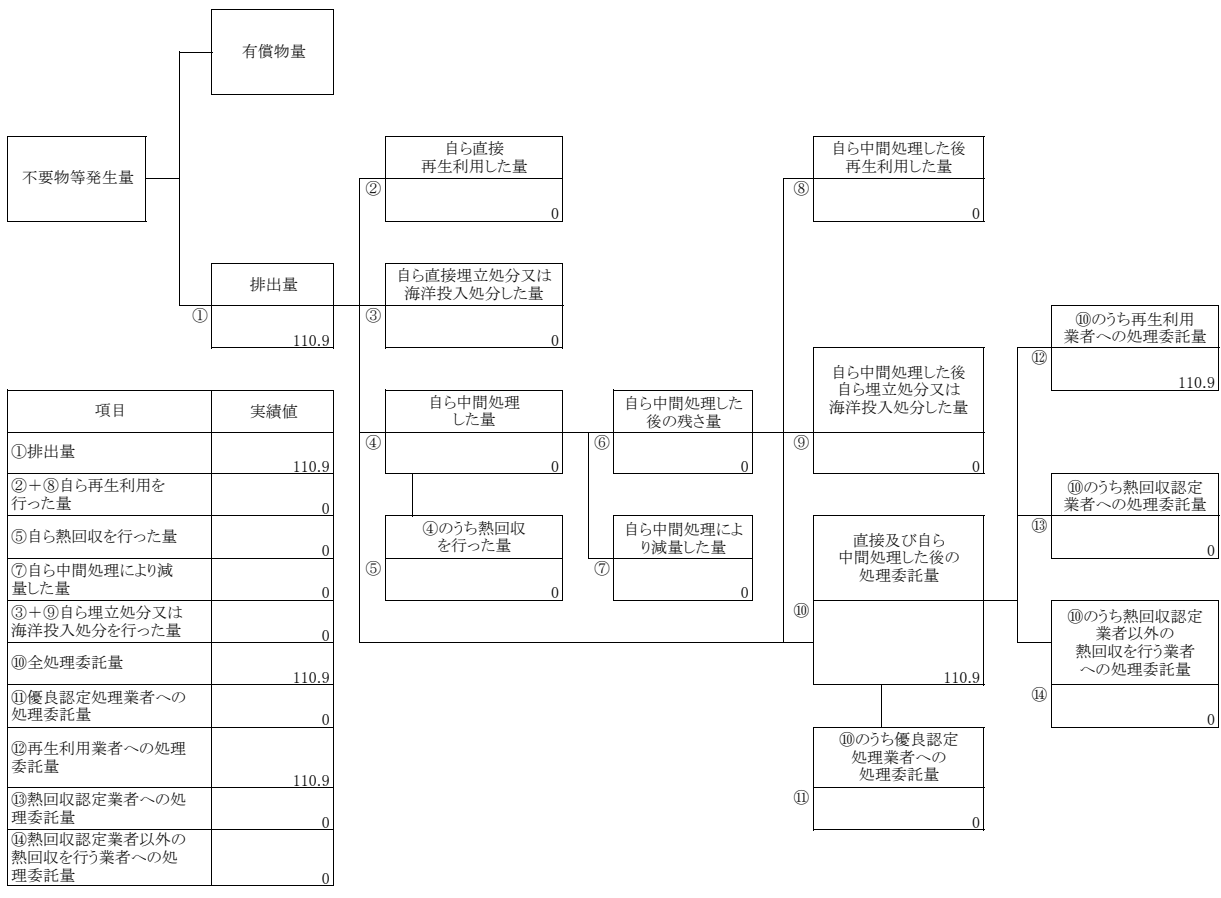 有償物量
不要物等発生量
排出量
①
110.9
自ら直接
再生利用した量
②
0
自ら直接埋立処分又は
海洋投入処分した量
③
0
自ら中間処理
した量
④
0
④のうち熱回収
を行った量
⑤
0
自ら中間処理した
後の残さ量
⑥
0
自ら中間処理によ
り減量した量
⑦
0
自ら中間処理した後
再生利用した量
⑧
0
自ら中間処理した後
自ら埋立処分又は
海洋投入処分した量
⑨
0
直接及び自ら
中間処理した後の
処理委託量
⑩
110.9
⑩のうち優良認定
処理業者への
処理委託量
⑪
0
⑩のうち再生利用
業者への処理委託量
⑫
110.9
⑩のうち熱回収認定
業者への処理委託量
⑬
0
⑩のうち熱回収認定
業者以外の
熱回収を行う業者
への処理委託量
⑭
0
項目 実績値
①排出量
110.9
②＋⑧自ら再生利用を
行った量
0
⑤自ら熱回収を行った量
0
⑦自ら中間処理により減
量した量
0
③＋⑨自ら埋立処分又は
海洋投入処分を行った量
0
⑩全処理委託量
110.9
⑪優良認定処理業者への
処理委託量
0
⑫再生利用業者への処理
委託量
110.9
⑬熱回収認定業者への処
理委託量
0
⑭熱回収認定業者以外の
熱回収を行う業者への処
理委託量
0